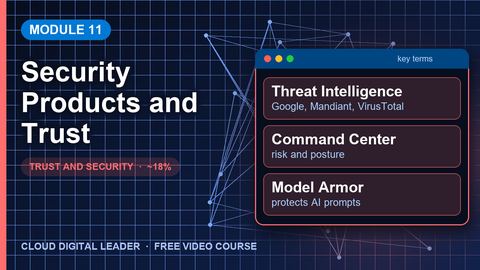 MODULE 11
Security
Products and
Trust
TRUST AND SECURITY · ~18%
CLOUD DIGITAL LEADER · FREE VIDEO COURSE
key terms
Threat Intelligence
Google, Mandiant, VirusTotal
Command Center
risk and posture
Model Armor
protects AI prompts